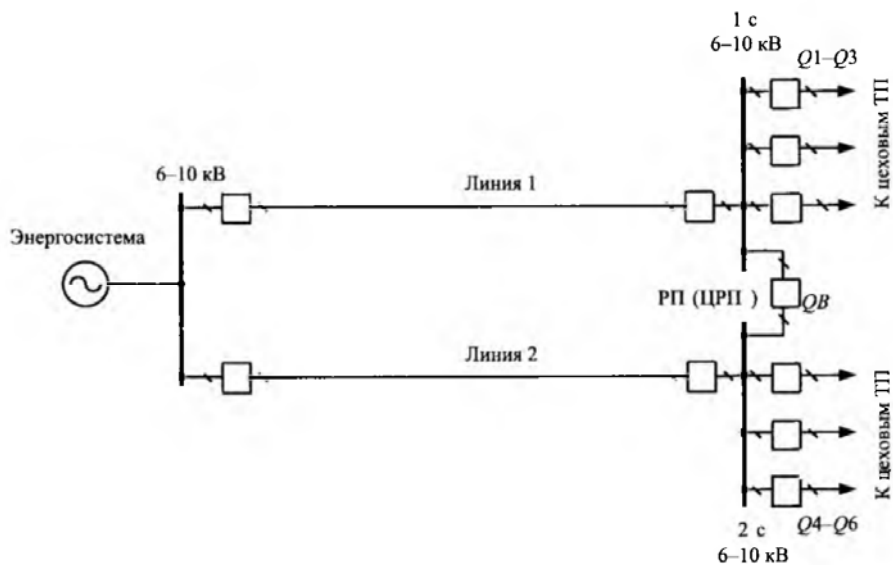 1 с
6–10 кВ
Q1–Q3
К цеховым ТП
6–10 кВ
Линия 1
Энергосистема
РП (ЦРП )
QB
Линия 2
К цеховым ТП
2 с
Q4–Q6
6–10 кВ